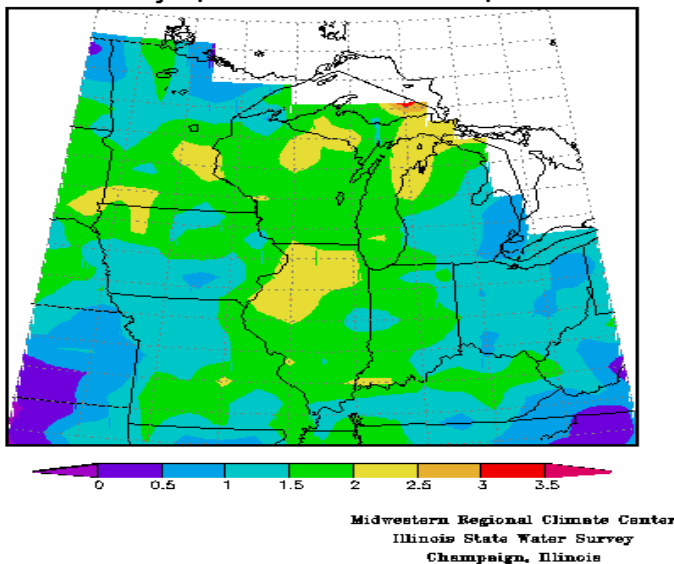 0 0.5 1 1.5 2 2.5 3 3.5
Midwestern Regional Climate Center
Illinois State Water Survey
Champaign, Illinois